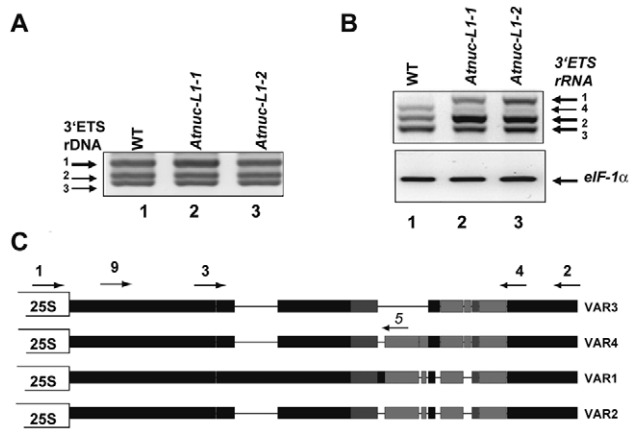 A
WT
Atnuc-L1-1
Atnuc-L1-2
3'ETS
rDNA
1
2
3
1
2
3
B
WT
Atnuc-L1-1
Atnuc-L1-2
3'ETS
rRNA
1
4
2
3
eIF-1α
1
2
3
C
1
9
3
4
2
25S
VAR3
5
25S
VAR4
25S
VAR1
25S
VAR2